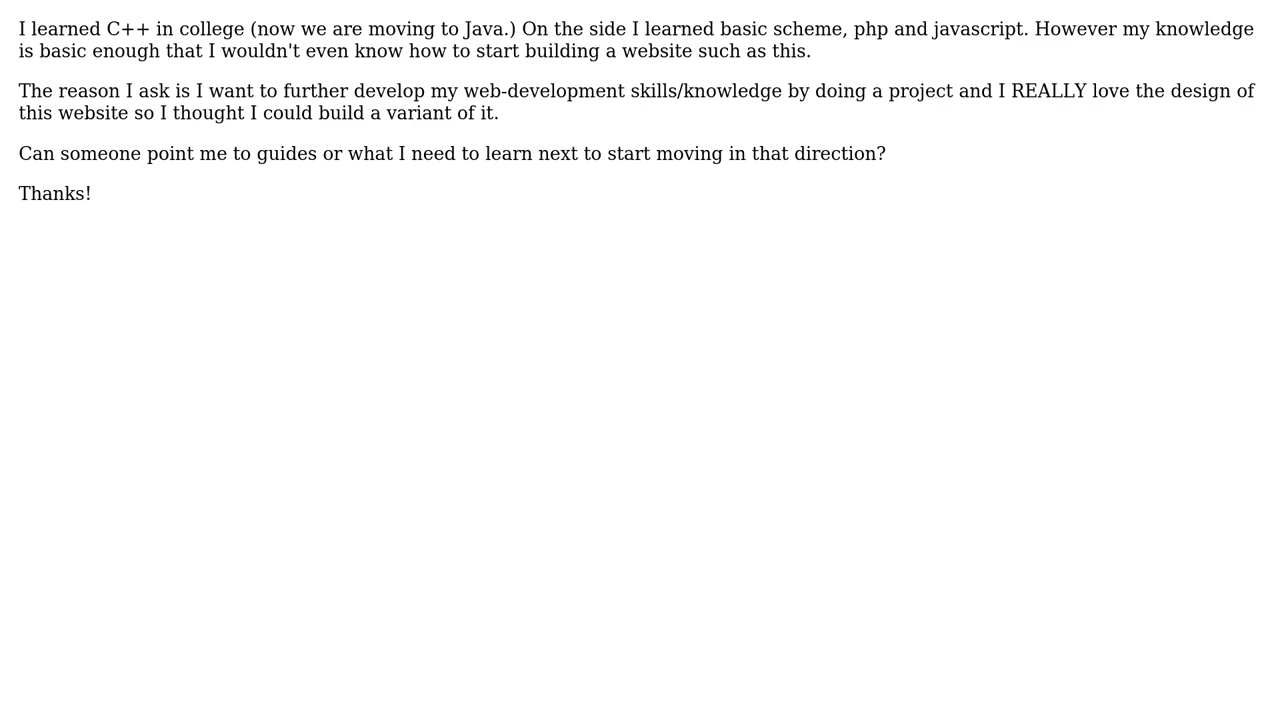 I learned C++ in college (now we are moving to Java.) On the side I learned basic scheme, php and javascript. However my knowledge
is basic enough that I wouldn't even know how to start building a website such as this.
The reason I ask is I want to further develop my web-development skills/knowledge by doing a project and I REALLY love the design of
this website so I thought I could build a variant of it.
Can someone point me to guides or what I need to learn next to start moving in that direction?
Thanks!